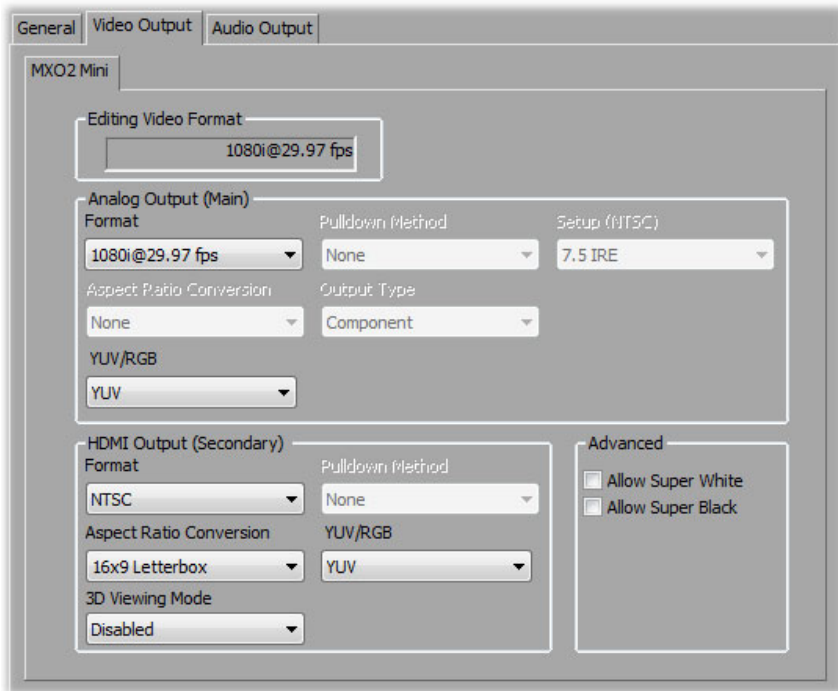 General Video Output Audio Output
MXO2 Mini
Editing Video Format
1080i@29.97 fps
Analog Output (Main)
Format Pulldown Method Setup (NTSC)
1080i@29.97 fps None 7.5 IRE
Aspect Ratio Conversion Output Type
None Component
YUV/RGB
YUV
HDMI Output (Secondary)
Format Pulldown Method
NTSC None
Aspect Ratio Conversion YUV/RGB
16x9 Letterbox YUV
3D Viewing Mode
Disabled
Advanced
Allow Super White
Allow Super Black